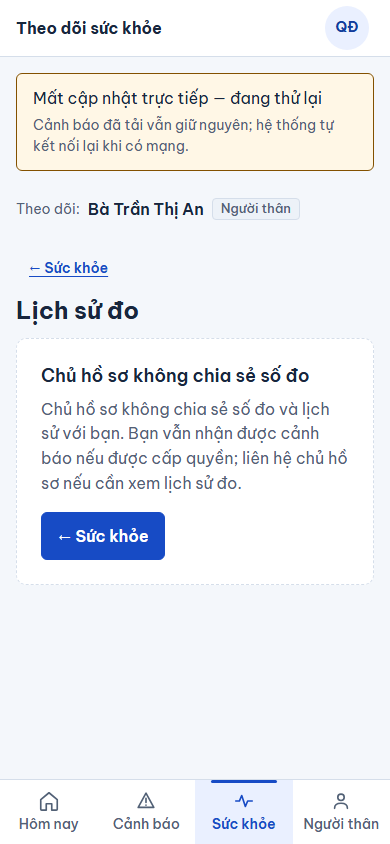 Theo dõi sức khỏe
QĐ
Mất cập nhật trực tiếp — đang thử lại
Cảnh báo đã tải vẫn giữ nguyên; hệ thống tự
kết nối lại khi có mạng.
Theo dõi: Bà Trần Thị An Người thân
← Sức khỏe
Lịch sử đo
Chủ hồ sơ không chia sẻ số đo
Chủ hồ sơ không chia sẻ số đo và lịch
sử với bạn. Bạn vẫn nhận được cảnh
báo nếu được cấp quyền; liên hệ chủ hồ
sơ nếu cần xem lịch sử đo.
← Sức khỏe
Hôm nay Cảnh báo Sức khỏe Người thân